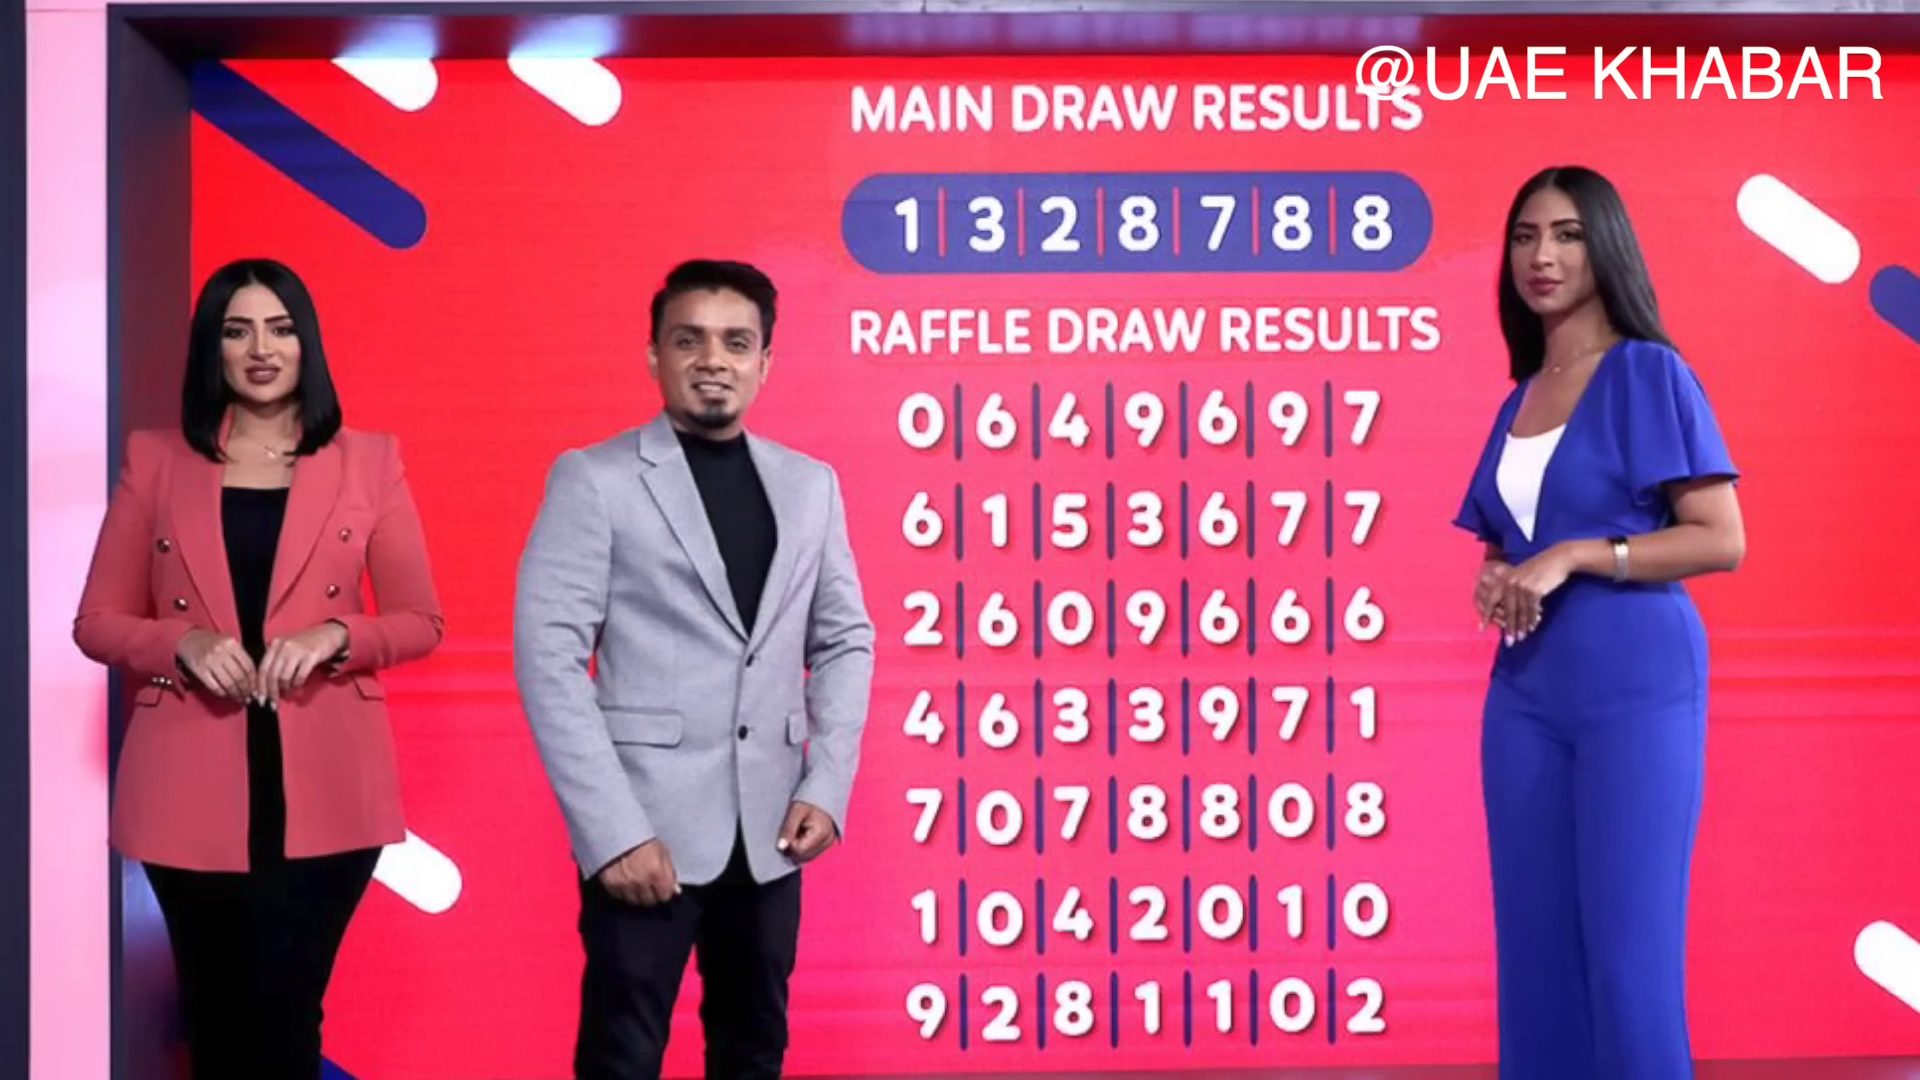 @UAE KHABAR
MAIN DRAW RESULTS
1 3 2 8 7 8 8
RAFFLE DRAW RESULTS
0 6 4 9 6 9 7
6 1 5 3 6 7 7
2 6 0 9 6 6 6
4 6 3 3 9 7 1
7 0 7 8 8 0 8
1 0 4 2 0 1 0
9 2 8 1 1 0 2